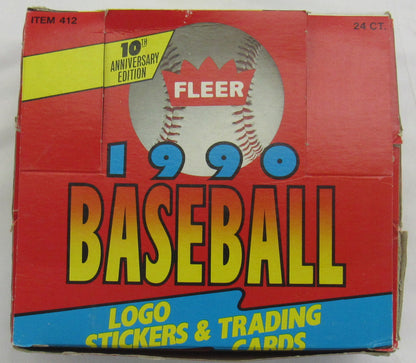 ITEM 412
24 CT.
10TH
ANNIVERSARY
EDITION
FLEER
1990
BASEBALL
LOGO
STICKERS & TRADING
CARDS